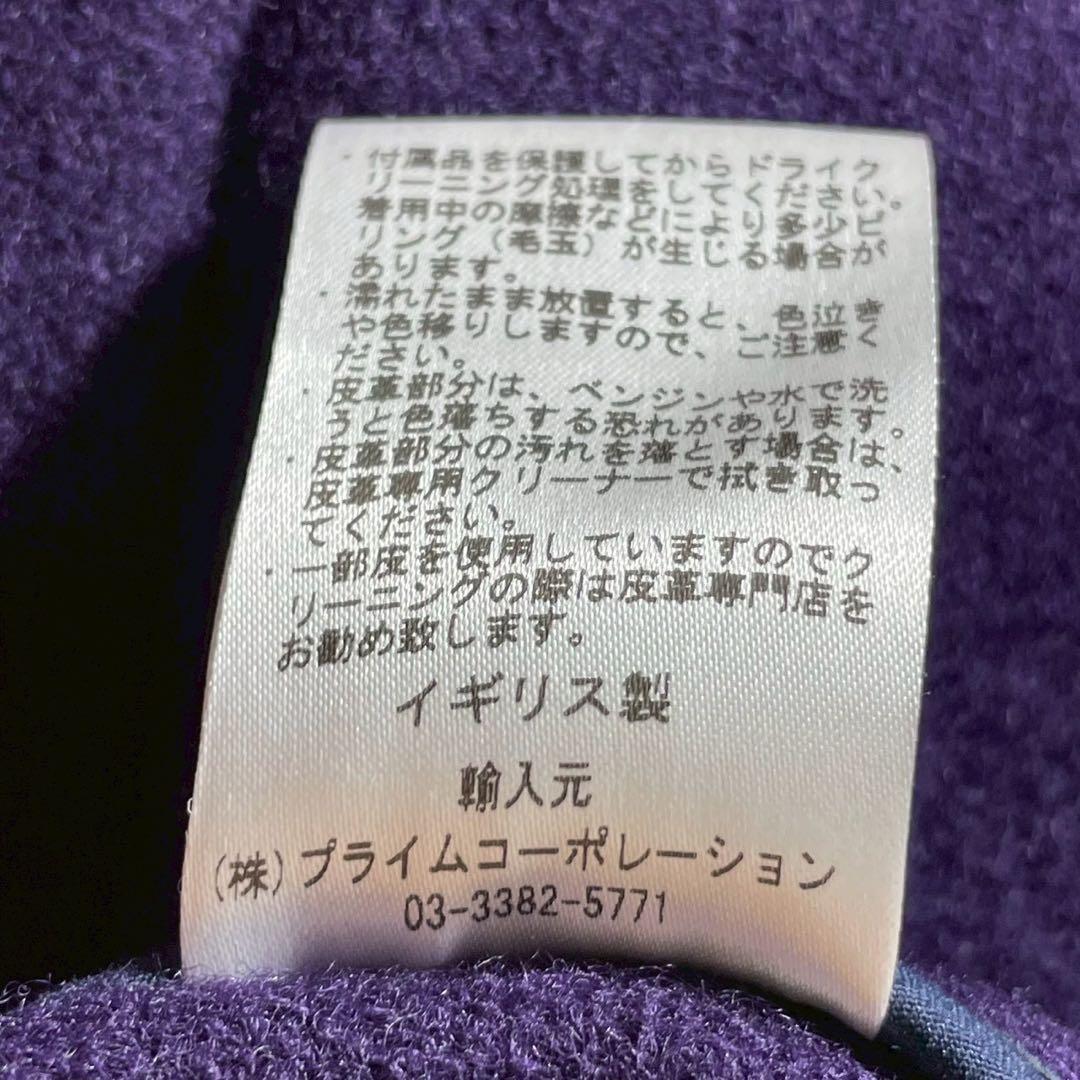 ・付属品を保護してからドライク
リーニング処理をしてください。
着用中の摩擦などにより多少ピ
リング(毛玉)が生じる場合が
あります。
・濡れたまま放置すると、色泣き
や色移りしますので、ご注意く
ださい。
・皮革部分は、ベンジンや水で洗
うと色落ちする恐れがあります。
・皮革部分の汚れを落とす場合は、
皮革専用クリーナーで拭き取っ
てください。
・一部皮を使用していますのでク
リーニングの際は皮革専門店を
お勧め致します。
イギリス製
輸入元
(株)プライムコーポレーション
03-3382-5771